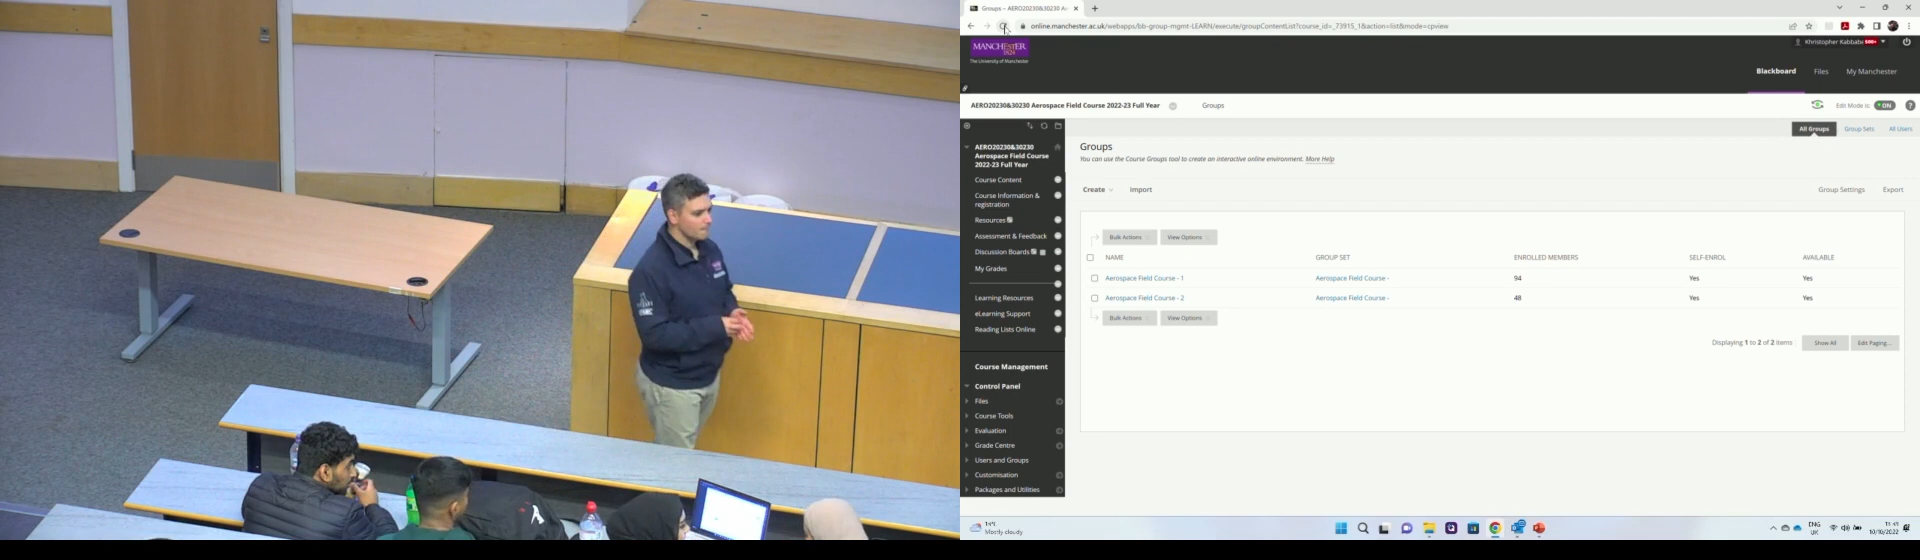 Groups – AERO20230&30230 A
online.manchester.ac.uk/webapps/bb-group-mgmt-LEARN/execute/groupContentList?course_id=_73915_1&action=list&mode=cpview
MANCHESTER
1824
The University of Manchester
Khristopher Kabbabe
Blackboard Files My Manchester
AERO20230&30230 Aerospace Field Course 2022-23 Full Year Groups
Edit Mode is: ON ?
All Groups Group Sets All Users
AERO20230&30230
Aerospace Field Course
2022-23 Full Year
Course Content
Course Information &
registration
Resources
Assessment & Feedback
Discussion Boards
My Grades
Learning Resources
eLearning Support
Reading Lists Online
Course Management
Control Panel
Files
Course Tools
Evaluation
Grade Centre
Users and Groups
Customisation
Packages and Utilities
Groups
You can use the Course Groups tool to create an interactive online environment. More Help
Create Import Group Settings Export
Bulk Actions View Options
NAME GROUP SET ENROLLED MEMBERS SELF-ENROL AVAILABLE
Aerospace Field Course - 1 Aerospace Field Course - 94 Yes Yes
Aerospace Field Course - 2 Aerospace Field Course - 48 Yes Yes
Bulk Actions View Options
Displaying 1 to 2 of 2 items Show All Edit Paging...
Mostly cloudy
ENG
UK
10/10/2022